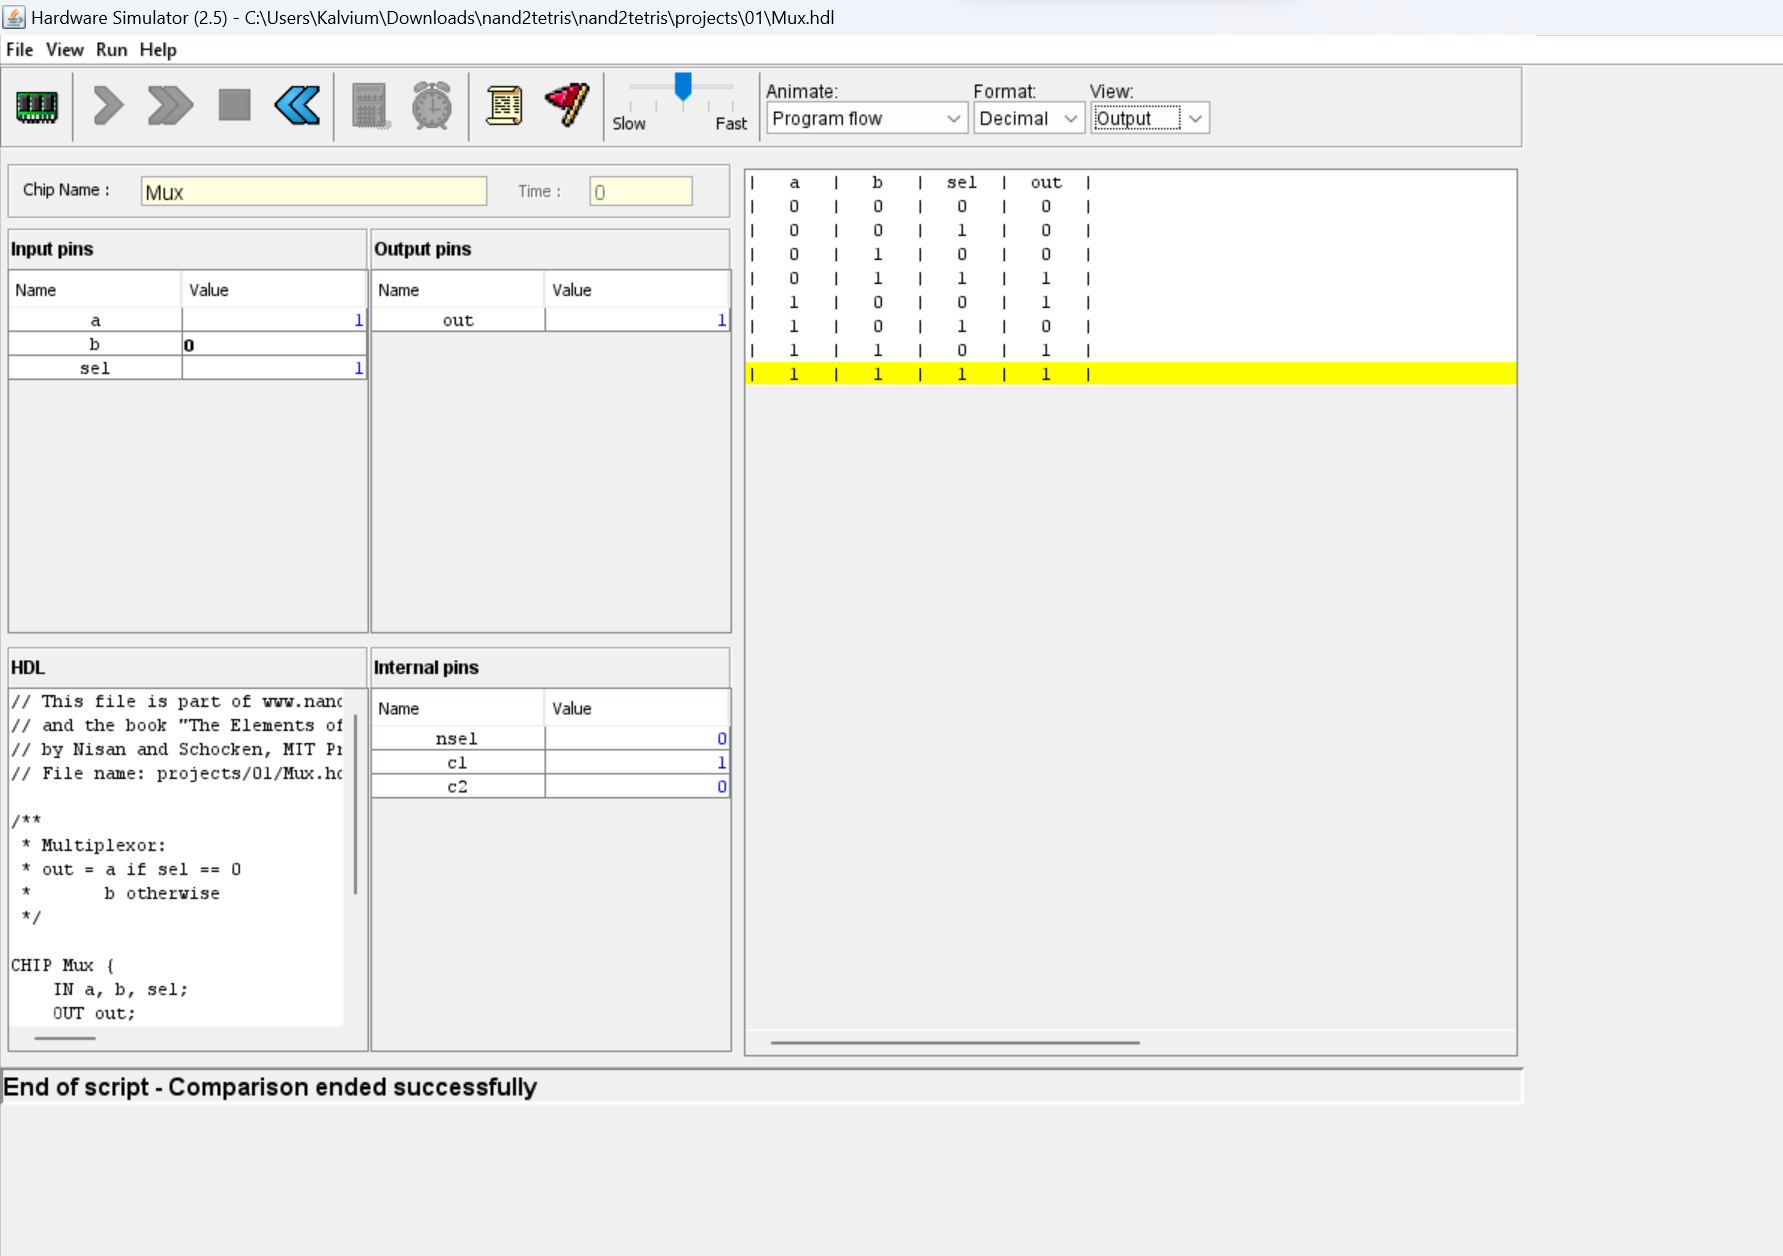 Hardware Simulator (2.5) - C:\Users\Kalvium\Downloads\nand2tetris\nand2tetris\projects\01\Mux.hdl
File View Run Help
Slow Fast
Animate: Format: View:
Program flow Decimal Output
Chip Name : Mux Time : 0
Input pins
Name Value
a 1
b 0
sel 1
Output pins
Name Value
out 1
| a | b | sel | out |
| 0 | 0 | 0 | 0 |
| 0 | 0 | 1 | 0 |
| 0 | 1 | 0 | 0 |
| 0 | 1 | 1 | 1 |
| 1 | 0 | 0 | 1 |
| 1 | 0 | 1 | 0 |
| 1 | 1 | 0 | 1 |
| 1 | 1 | 1 | 1 |
HDL
// This file is part of www.nanc
// and the book "The Elements of
// by Nisan and Schocken, MIT Pr
// File name: projects/01/Mux.hd
/**
* Multiplexor:
* out = a if sel == 0
* b otherwise
*/
CHIP Mux {
IN a, b, sel;
OUT out;
Internal pins
Name Value
nsel 0
c1 1
c2 0
End of script - Comparison ended successfully